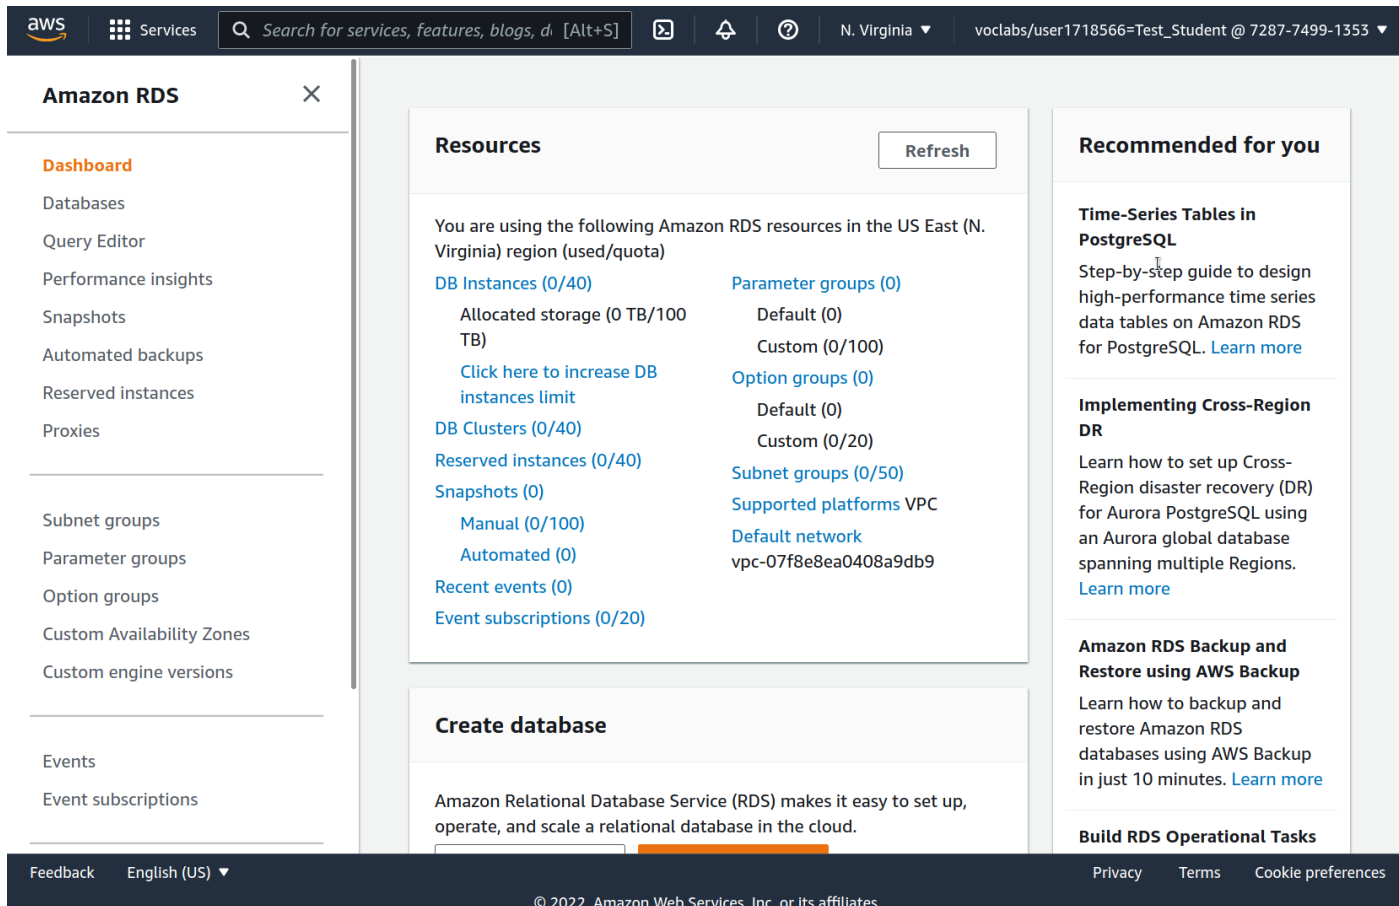 aws
Services
Search for services, features, blogs, d
[Alt+S]
N. Virginia
voclabs/user1718566=Test_Student @ 7287-7499-1353
Amazon RDS
Dashboard
Databases
Query Editor
Performance insights
Snapshots
Automated backups
Reserved instances
Proxies
Subnet groups
Parameter groups
Option groups
Custom Availability Zones
Custom engine versions
Events
Event subscriptions
Resources
Refresh
You are using the following Amazon RDS resources in the US East (N.
Virginia) region (used/quota)
DB Instances (0/40)
Allocated storage (0 TB/100
TB)
Click here to increase DB
instances limit
DB Clusters (0/40)
Reserved instances (0/40)
Snapshots (0)
Manual (0/100)
Automated (0)
Recent events (0)
Event subscriptions (0/20)
Parameter groups (0)
Default (0)
Custom (0/100)
Option groups (0)
Default (0)
Custom (0/20)
Subnet groups (0/50)
Supported platforms VPC
Default network
vpc-07f8e8ea0408a9db9
Create database
Amazon Relational Database Service (RDS) makes it easy to set up,
operate, and scale a relational database in the cloud.
Recommended for you
Time-Series Tables in
PostgreSQL
Step-by-step guide to design
high-performance time series
data tables on Amazon RDS
for PostgreSQL. Learn more
Implementing Cross-Region
DR
Learn how to set up Cross-
Region disaster recovery (DR)
for Aurora PostgreSQL using
an Aurora global database
spanning multiple Regions.
Learn more
Amazon RDS Backup and
Restore using AWS Backup
Learn how to backup and
restore Amazon RDS
databases using AWS Backup
in just 10 minutes. Learn more
Build RDS Operational Tasks
Feedback
English (US)
Privacy
Terms
Cookie preferences
© 2022, Amazon Web Services, Inc. or its affiliates.